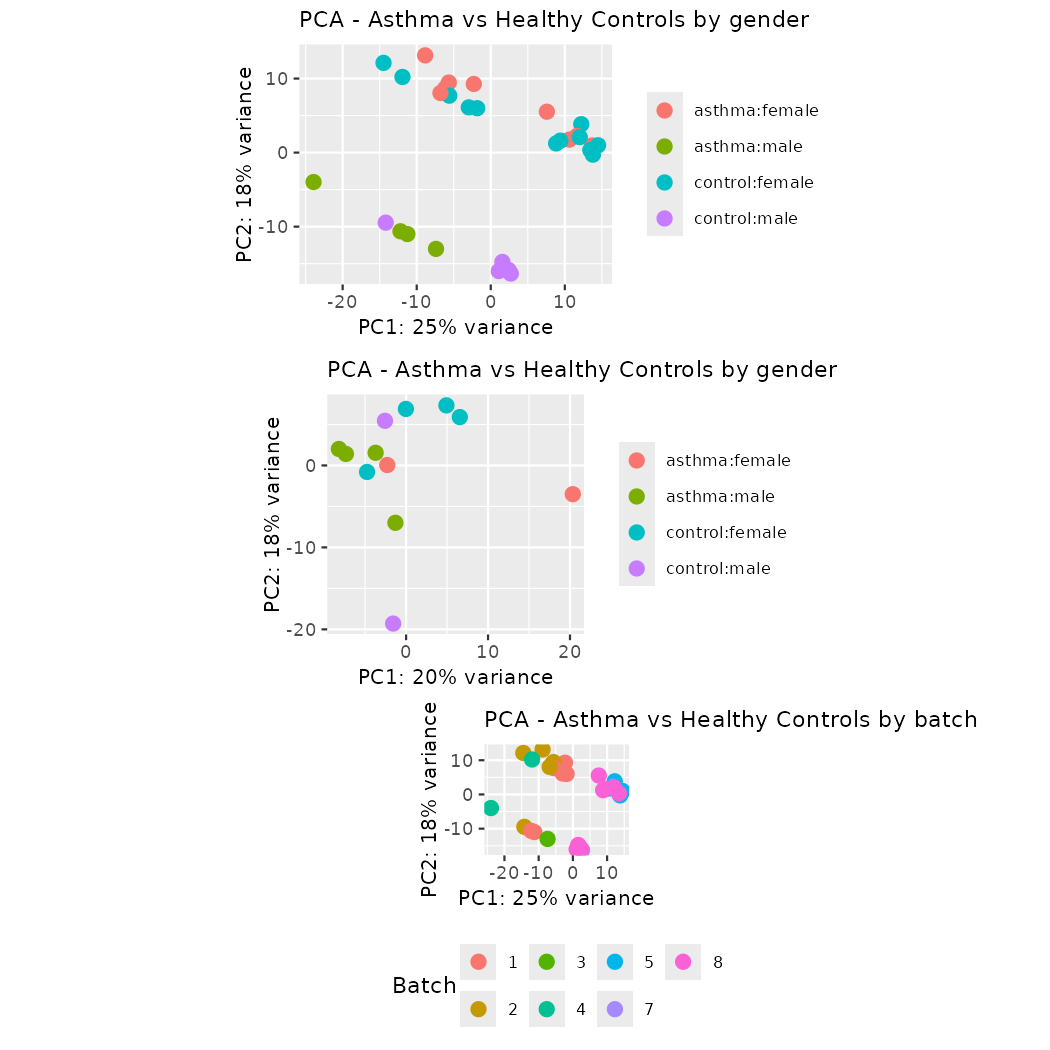 PCA - Asthma vs Healthy Controls by gender
PC2: 18% variance
10
0
-10
-20 -10 0 10
PC1: 25% variance
asthma:female
asthma:male
control:female
control:male
PCA - Asthma vs Healthy Controls by gender
PC2: 18% variance
0
-10
-20
0 10 20
PC1: 20% variance
asthma:female
asthma:male
control:female
control:male
PCA - Asthma vs Healthy Controls by batch
PC2: 18% variance
10
0
-10
-20 -10 0 10
PC1: 25% variance
Batch
1 3 5 8
2 4 7